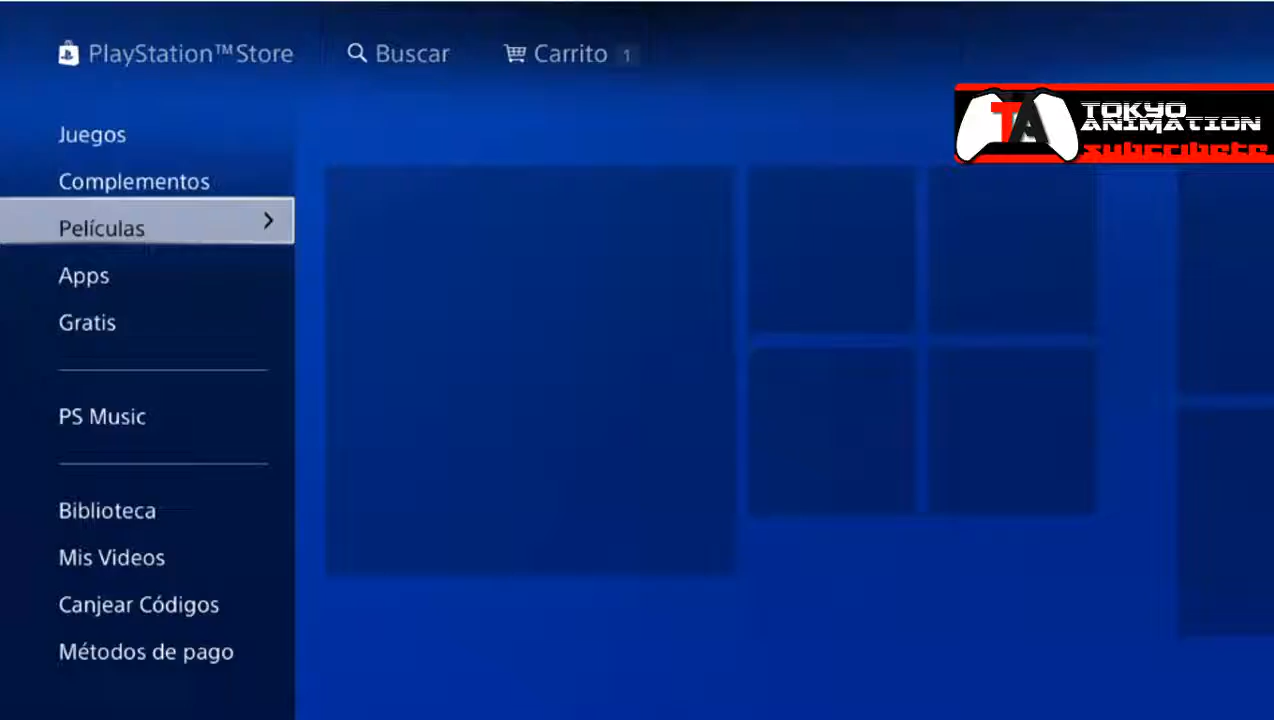 PlayStation™Store
Buscar
Carrito 1
TOKYO
ANIMATION
subscribete
Juegos
Complementos
Películas
Apps
Gratis
PS Music
Biblioteca
Mis Videos
Canjear Códigos
Métodos de pago